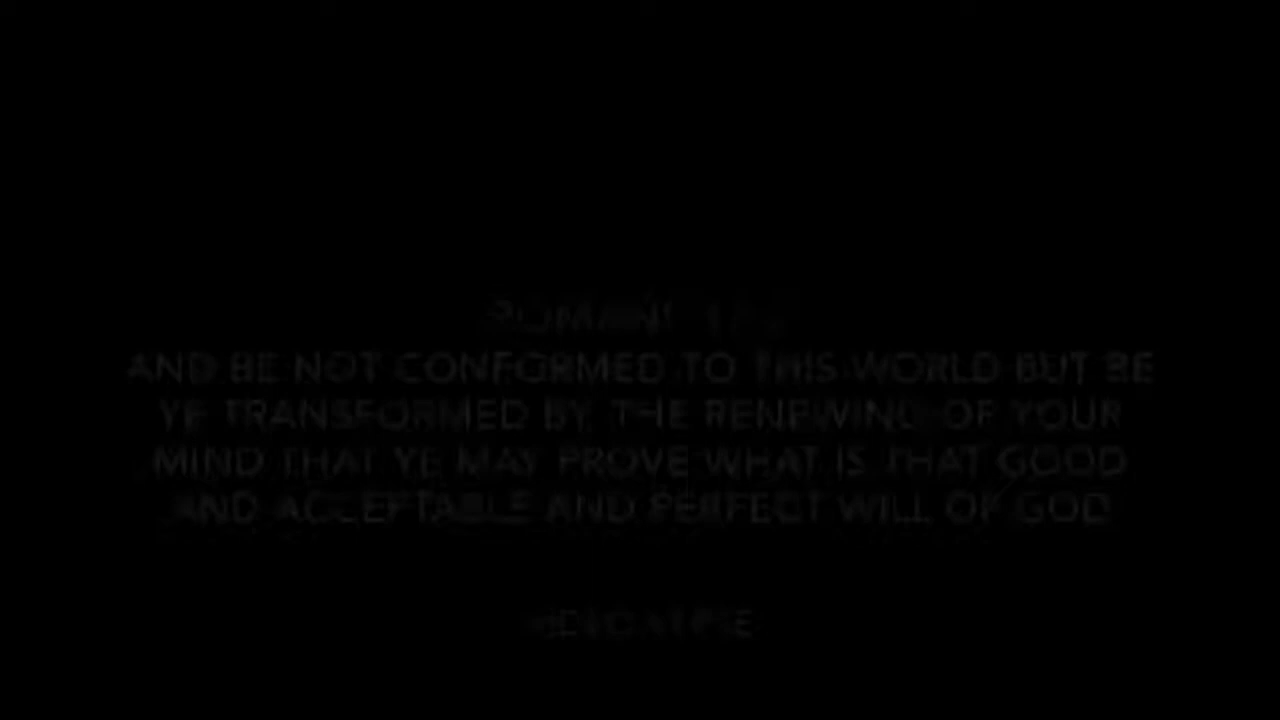 ROMANS 12:2
AND BE NOT CONFORMED TO THIS WORLD BUT BE
YE TRANSFORMED BY THE RENEWING OF YOUR
MIND THAT YE MAY PROVE WHAT IS THAT GOOD
AND ACCEPTABLE AND PERFECT WILL OF GOD